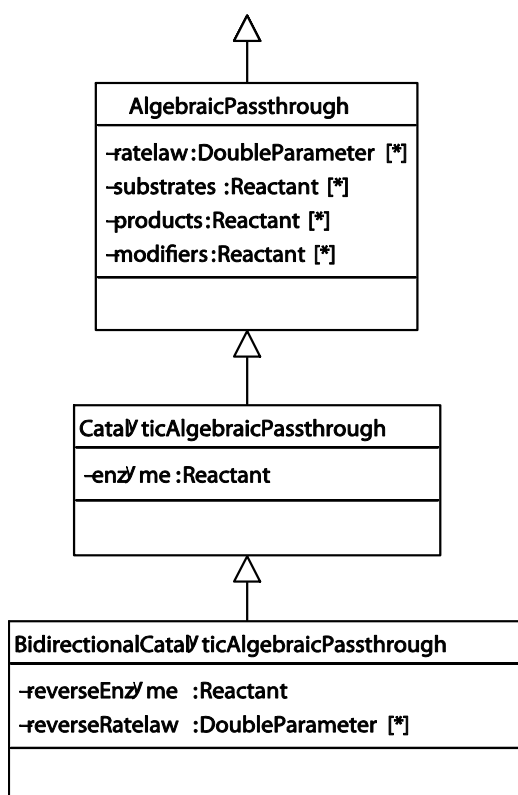 AlgebraicPassthrough
-ratelaw:DoubleParameter [*]
-substrates :Reactant [*]
-products:Reactant [*]
-modifiers:Reactant [*]
CatalyticAlgebraicPassthrough
-enzyme:Reactant
BidirectionalCatalyticAlgebraicPassthrough
-reverseEnzyme :Reactant
-reverseRatelaw :DoubleParameter [*]